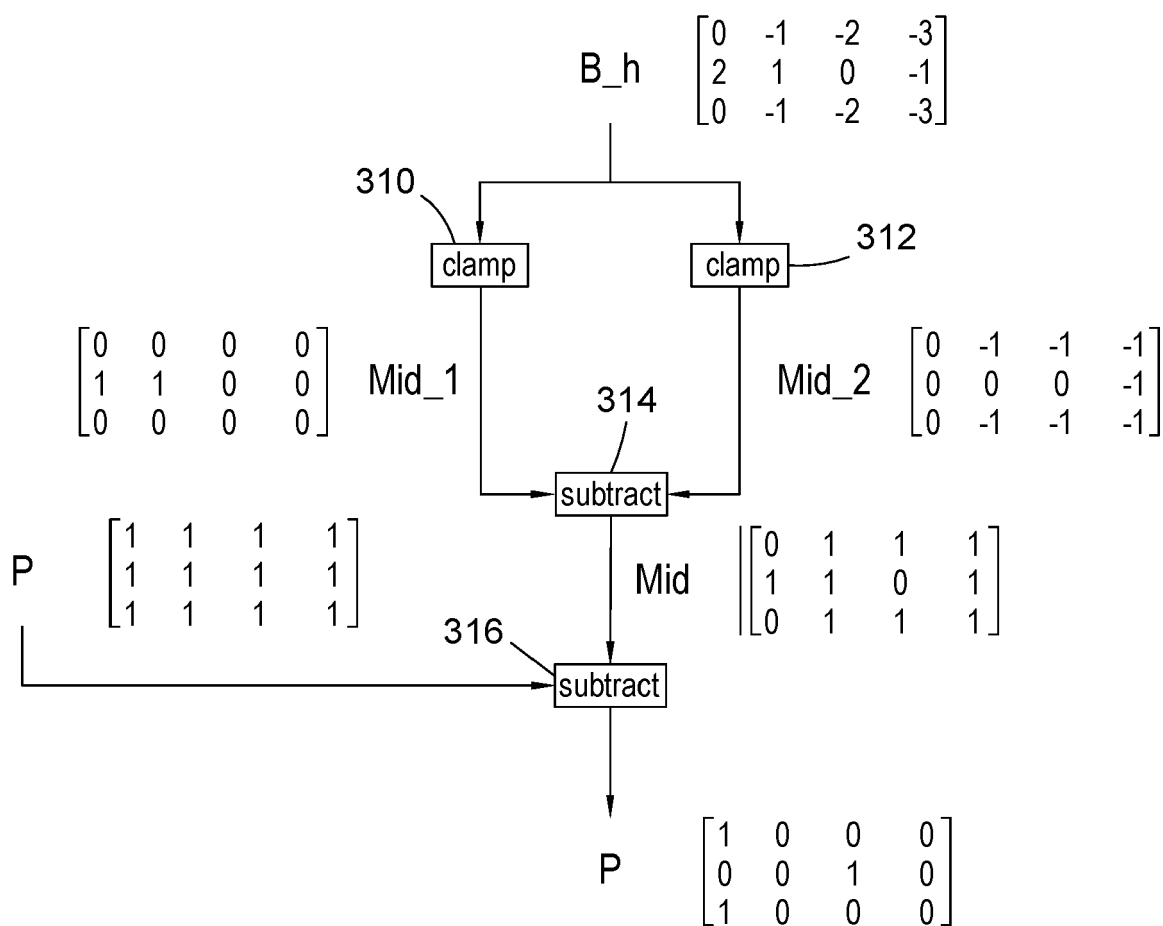 B_h
0 -1 -2 -3
2 1 0 -1
0 -1 -2 -3
310
clamp
clamp
312
0 0 0 0
1 1 0 0
0 0 0 0
Mid_1
Mid_2
0 -1 -1 -1
0 0 0 -1
0 -1 -1 -1
314
subtract
P
1 1 1 1
1 1 1 1
1 1 1 1
Mid
0 1 1 1
1 1 0 1
0 1 1 1
316
subtract
P
1 0 0 0
0 0 1 0
1 0 0 0